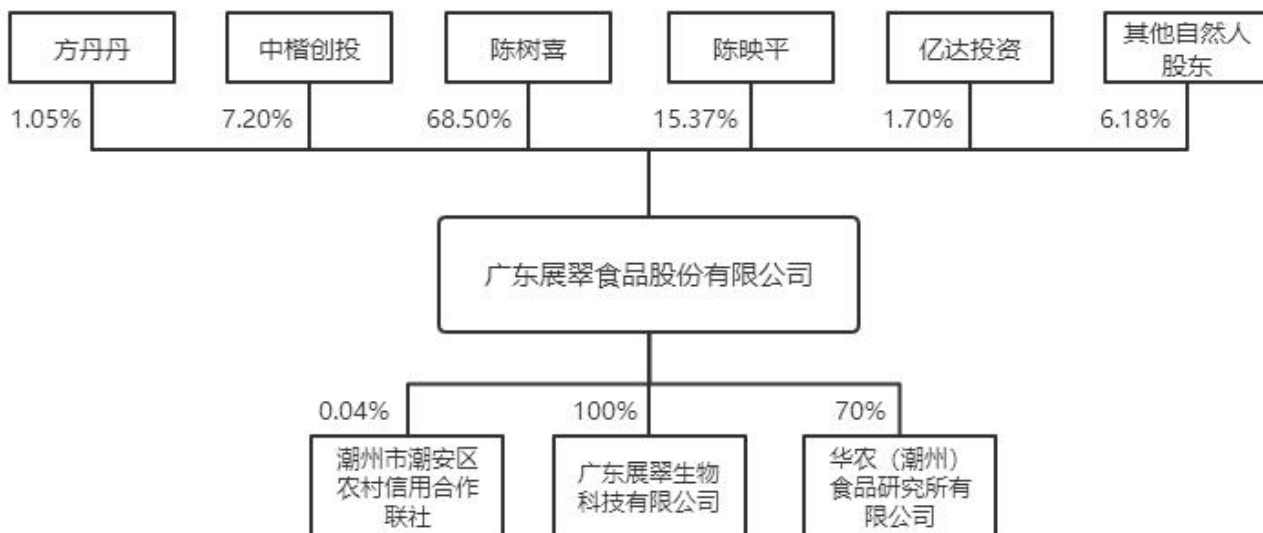 方丹丹
中楷创投
陈树喜
陈映平
亿达投资
其他自然人
股东
1.05%
7.20%
68.50%
15.37%
1.70%
6.18%
广东展翠食品股份有限公司
0.04%
100%
70%
潮州市潮安区
农村信用合作
联社
广东展翠生物
科技有限公司
华农（潮州）
食品研究所有
限公司